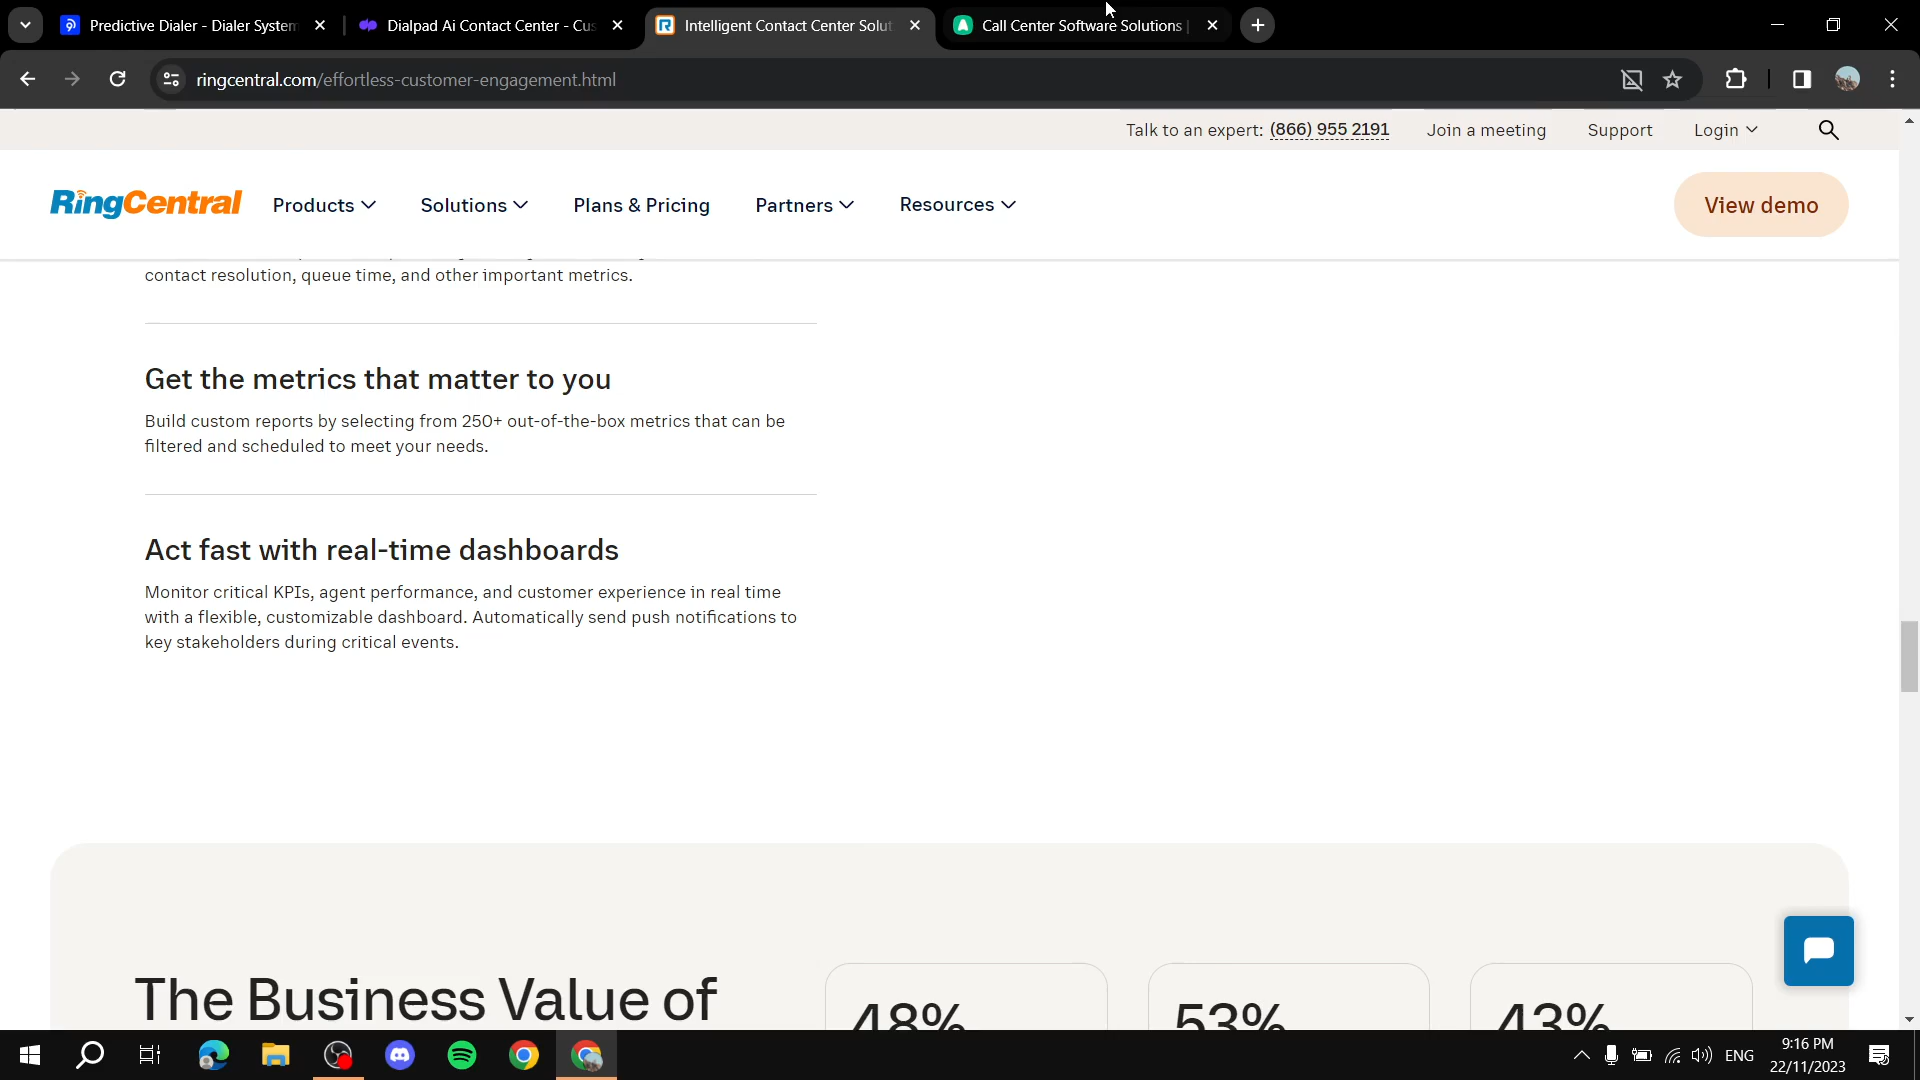 Predictive Dialer - Dialer System
Dialpad Ai Contact Center - Cus
Intelligent Contact Center Solut
Call Center Software Solutions |
ringcentral.com/effortless-customer-engagement.html
Talk to an expert: (866) 955 2191
Join a meeting
Support
Login
RingCentral
Products
Solutions
Plans & Pricing
Partners
Resources
View demo
contact resolution, queue time, and other important metrics.
Get the metrics that matter to you
Build custom reports by selecting from 250+ out-of-the-box metrics that can be
filtered and scheduled to meet your needs.
Act fast with real-time dashboards
Monitor critical KPIs, agent performance, and customer experience in real time
with a flexible, customizable dashboard. Automatically send push notifications to
key stakeholders during critical events.
The Business Value of
48%
53%
43%
ENG
9:16 PM
22/11/2023